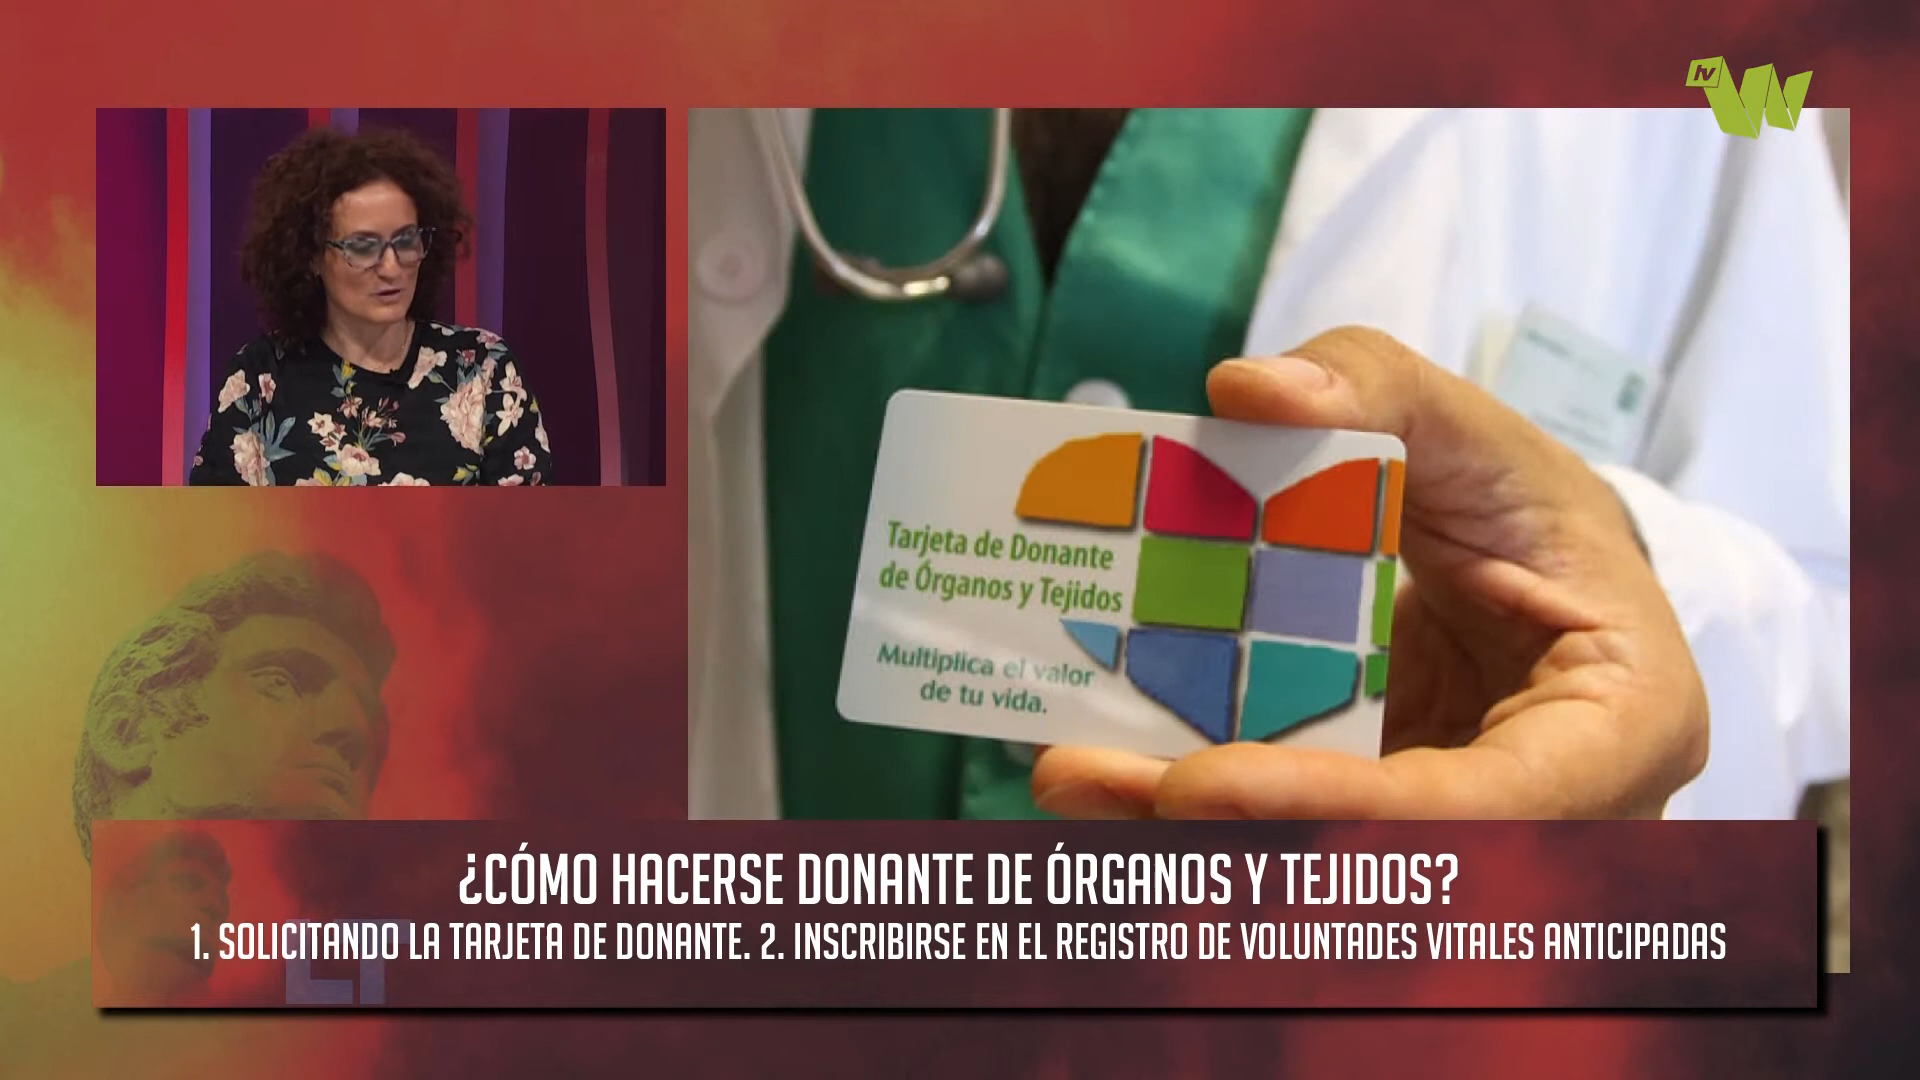 tv
Tarjeta de Donante
de Órganos y Tejidos
Multiplica el valor
de tu vida.
¿CÓMO HACERSE DONANTE DE ÓRGANOS Y TEJIDOS?
1. SOLICITANDO LA TARJETA DE DONANTE. 2. INSCRIBIRSE EN EL REGISTRO DE VOLUNTADES VITALES ANTICIPADAS